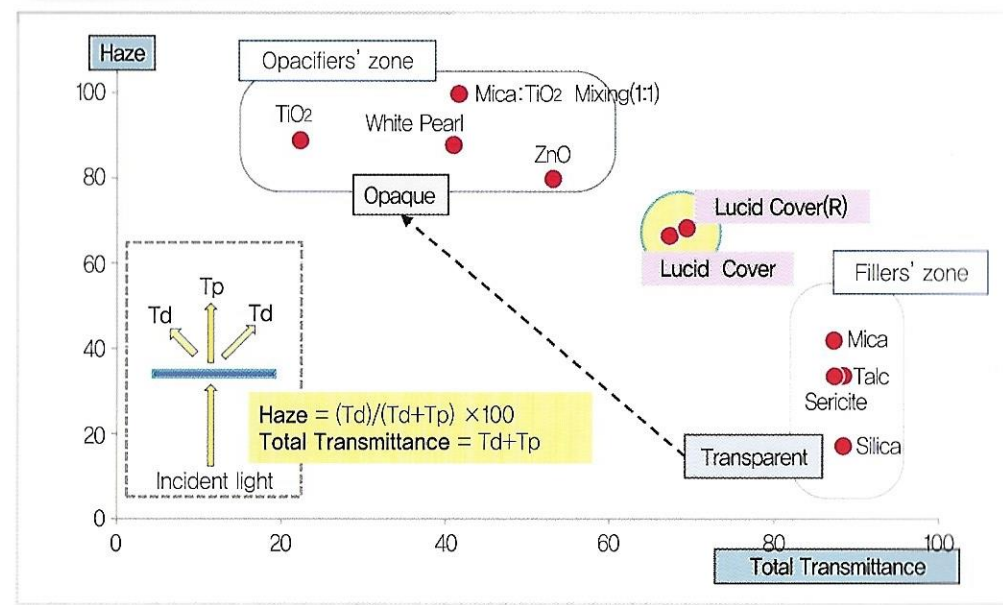 Haze
Opacifiers' zone
100
Mica:TiO2 Mixing(1:1)
TiO2
White Pearl
ZnO
80
Opaque
Lucid Cover(R)
Lucid Cover
60
Fillers' zone
Tp
Td
Td
40
Mica
Talc
Sericite
Haze = (Td)/(Td+Tp) ×100
Total Transmittance = Td+Tp
20
Transparent
Silica
Incident light
0
0
20
40
60
80
100
Total Transmittance